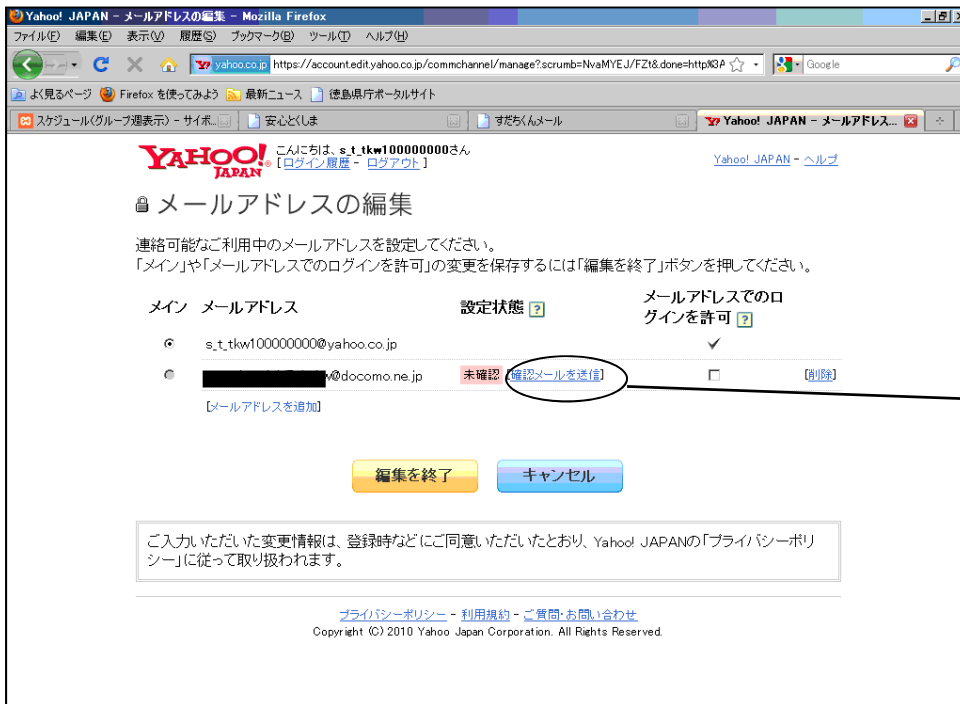 Yahoo! JAPAN - メールアドレスの編集 - Mozilla Firefox
ファイル(F) 編集(E) 表示(V) 履歴(S) ブックマーク(B) ツール(T) ヘルプ(H)
yahoo.co.jp https://account.edit.yahoo.co.jp/commchannel/manage?.scrumb=NvaMYEJ/FZt&.done=http%3A Google
よく見るページ Firefox を使ってみよう 最新ニュース 徳島県庁ポータルサイト
スケジュール(グループ週表示) - サイボ... 安心とくしま すだちくんメール Yahoo! JAPAN - メールアドレス...
YAHOO! JAPAN
こんにちは、s_t_tkw100000000さん
[ログイン履歴 - ログアウト]
Yahoo! JAPAN - ヘルプ
メールアドレスの編集
連絡可能なご利用中のメールアドレスを設定してください。
「メイン」や「メールアドレスでのログインを許可」の変更を保存するには「編集を終了」ボタンを押してください。
メイン メールアドレス 設定状態 ? メールアドレスでのログインを許可 ?
s_t_tkw100000000@yahoo.co.jp
@docomo.ne.jp 未確認 [確認メールを送信] [削除]
[メールアドレスを追加]
編集を終了 キャンセル
ご入力いただいた変更情報は、登録時などにご同意いただいたとおり、Yahoo! JAPANの「プライバシーポリ
シー」に従って取り扱われます。
プライバシーポリシー - 利用規約 - ご質問・お問い合わせ
Copyright (C) 2010 Yahoo Japan Corporation. All Rights Reserved.